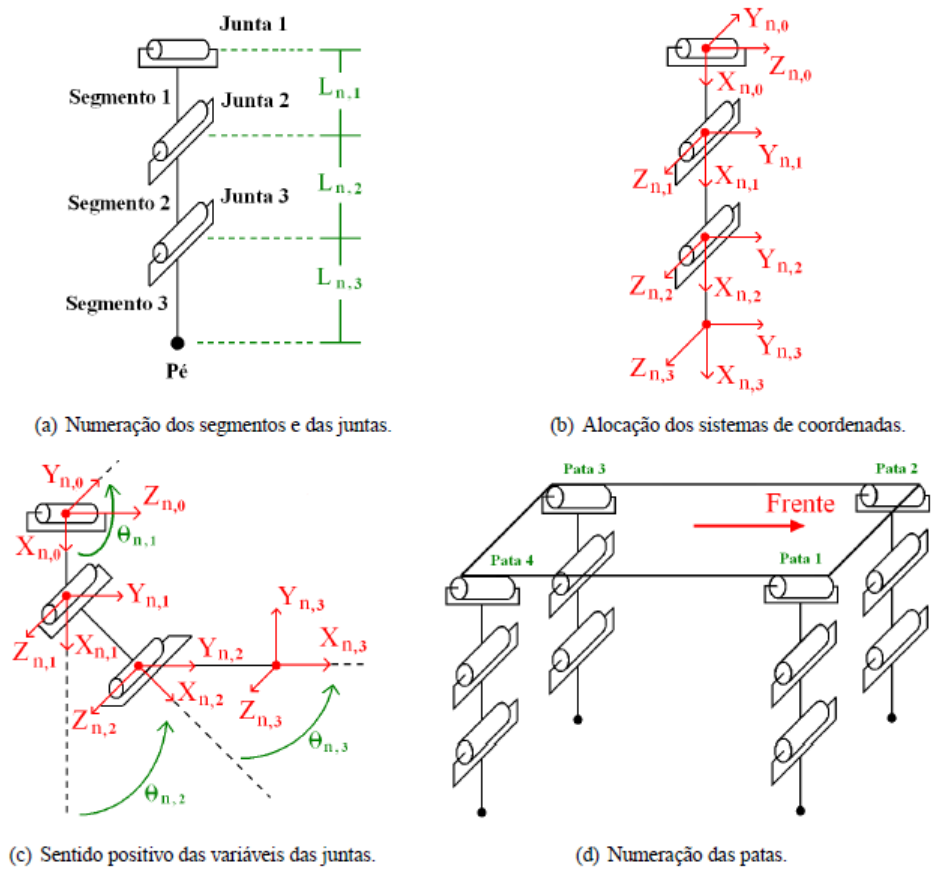 Junta 1
Segmento 1
Junta 2
Segmento 2
Junta 3
Segmento 3
Pé
L n,1
L n,2
L n,3
(a) Numeração dos segmentos e das juntas.
Y n,0
Z n,0
X n,0
Y n,1
Z n,1
X n,1
Y n,2
Z n,2
X n,2
Y n,3
Z n,3
X n,3
(b) Alocação dos sistemas de coordenadas.
Y n,0
Z n,0
X n,0
Θ n,1
Y n,1
Z n,1
X n,1
Y n,2
Z n,2
X n,2
Y n,3
X n,3
Z n,3
Θ n,2
Θ n,3
(c) Sentido positivo das variáveis das juntas.
Pata 3
Pata 2
Frente
Pata 4
Pata 1
(d) Numeração das patas.